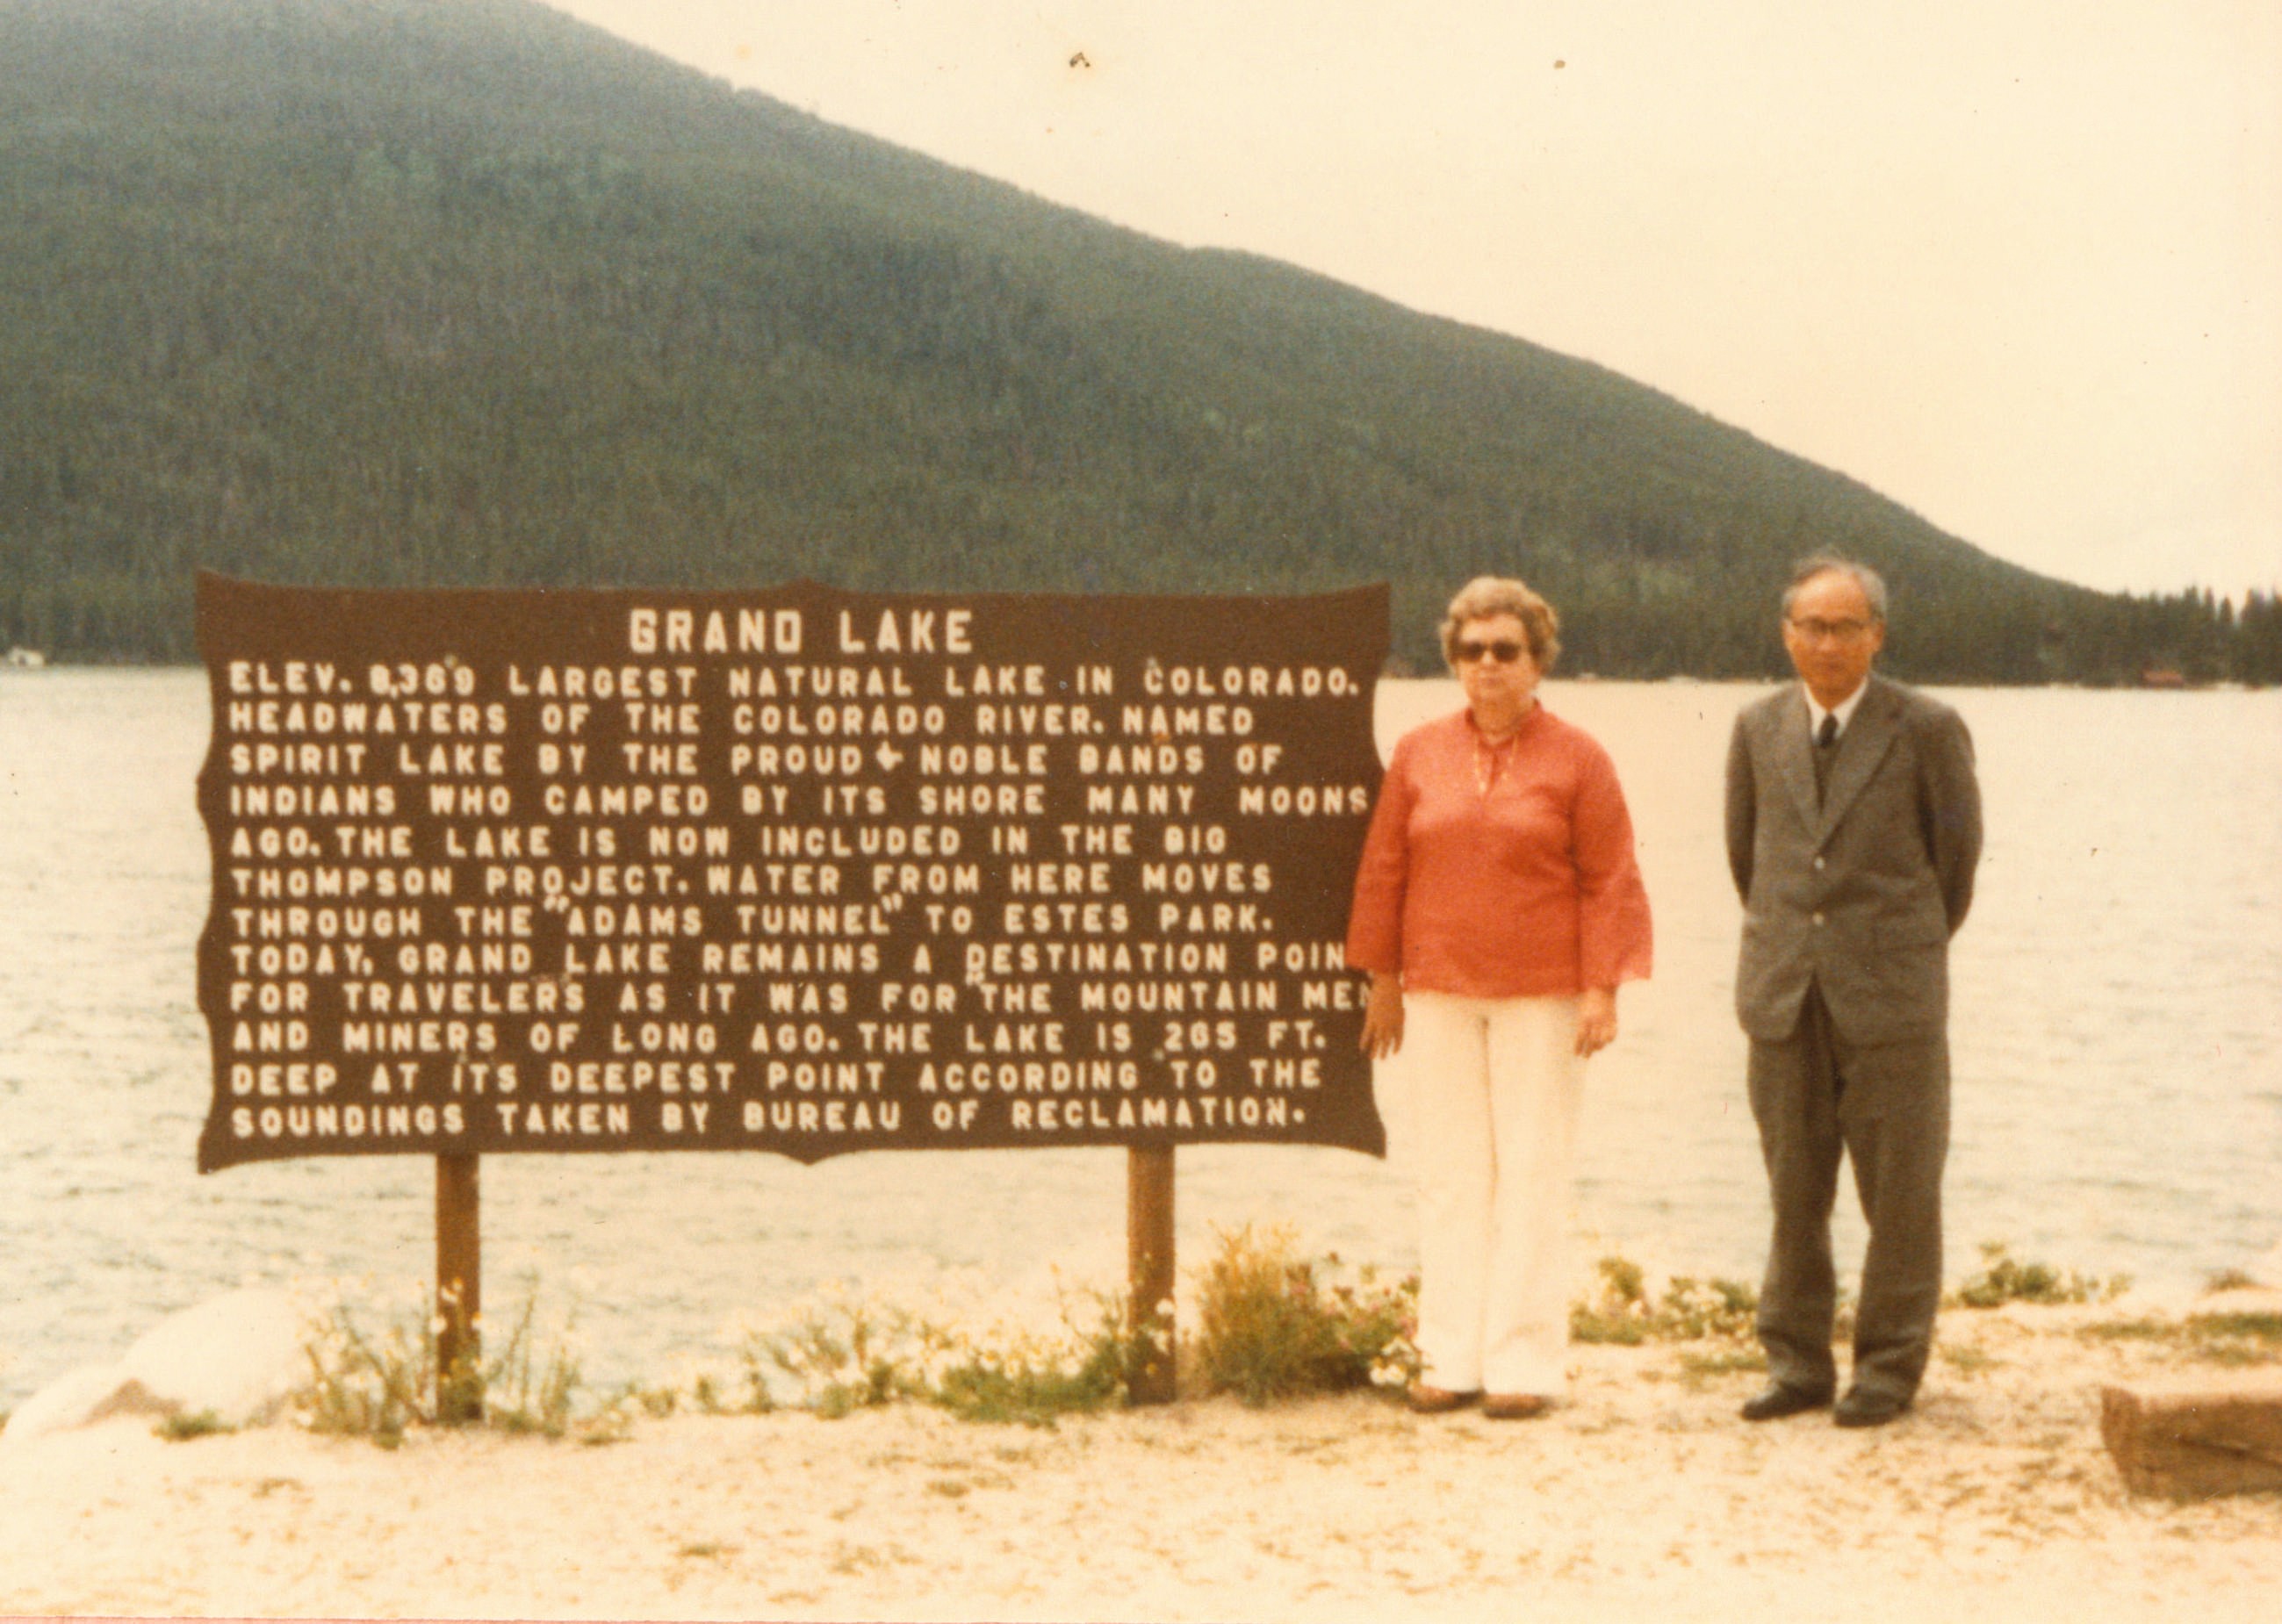 GRAND LAKE
ELEV. 8,369 LARGEST NATURAL LAKE IN COLORADO.
HEADWATERS OF THE COLORADO RIVER. NAMED
SPIRIT LAKE BY THE PROUD & NOBLE BANDS OF
INDIANS WHO CAMPED BY ITS SHORE MANY MOONS
AGO. THE LAKE IS NOW INCLUDED IN THE BIG
THOMPSON PROJECT. WATER FROM HERE MOVES
THROUGH THE "ADAMS TUNNEL" TO ESTES PARK.
TODAY, GRAND LAKE REMAINS A DESTINATION POIN
FOR TRAVELERS AS IT WAS FOR "THE MOUNTAIN MEN
AND MINERS OF LONG AGO. THE LAKE IS 265 FT.
DEEP AT ITS DEEPEST POINT ACCORDING TO THE
SOUNDINGS TAKEN BY BUREAU OF RECLAMATION.